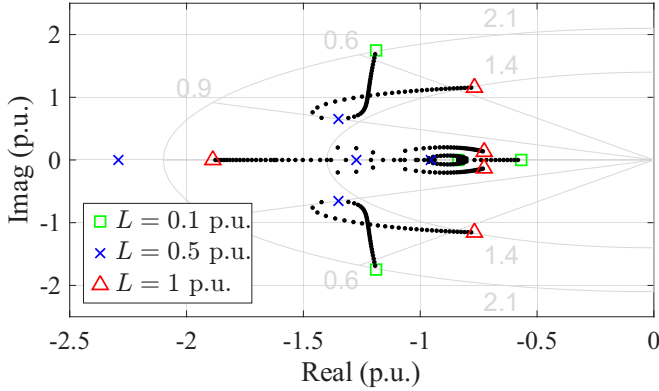 2.1
0.6
1.4
0.9
2
1
0
-1
-2
Imag (p.u.)
L = 0.1 p.u.
L = 0.5 p.u.
L = 1 p.u.
0.6
1.4
2.1
-2.5 -2 -1.5 -1 -0.5 0
Real (p.u.)